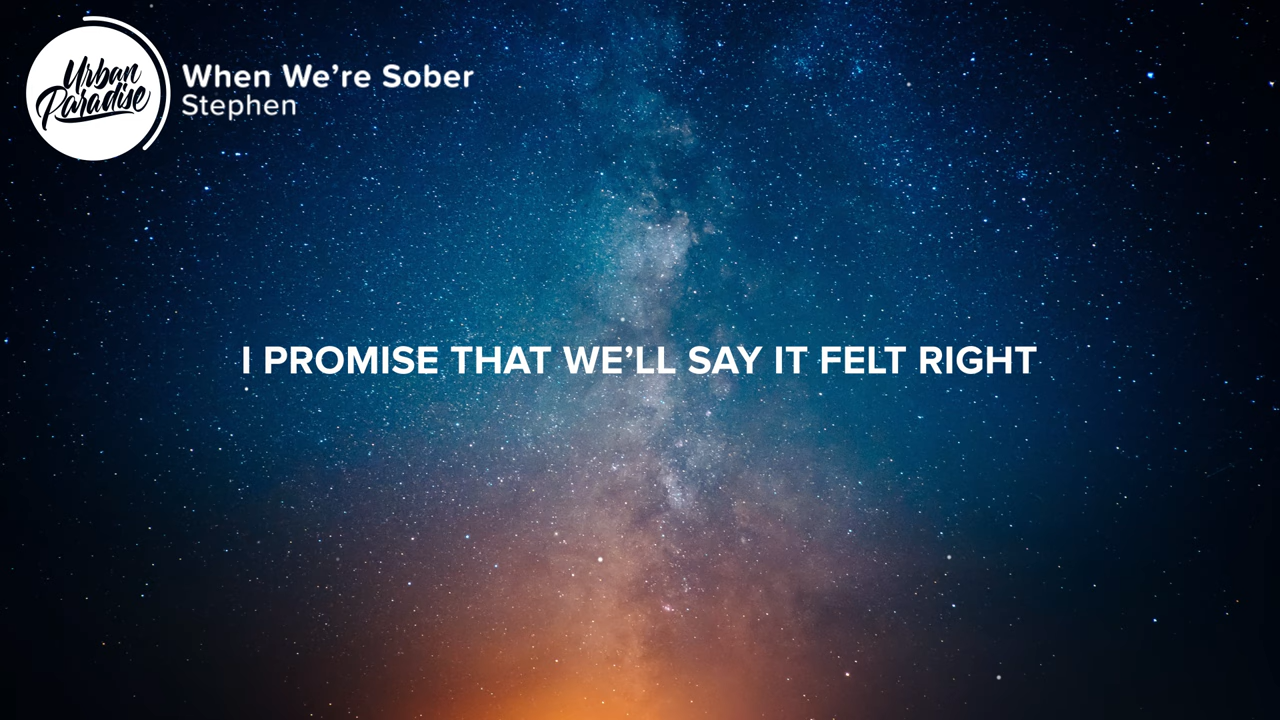 Urban
Paradise
When We’re Sober
Stephen
I PROMISE THAT WE’LL SAY IT FELT RIGHT